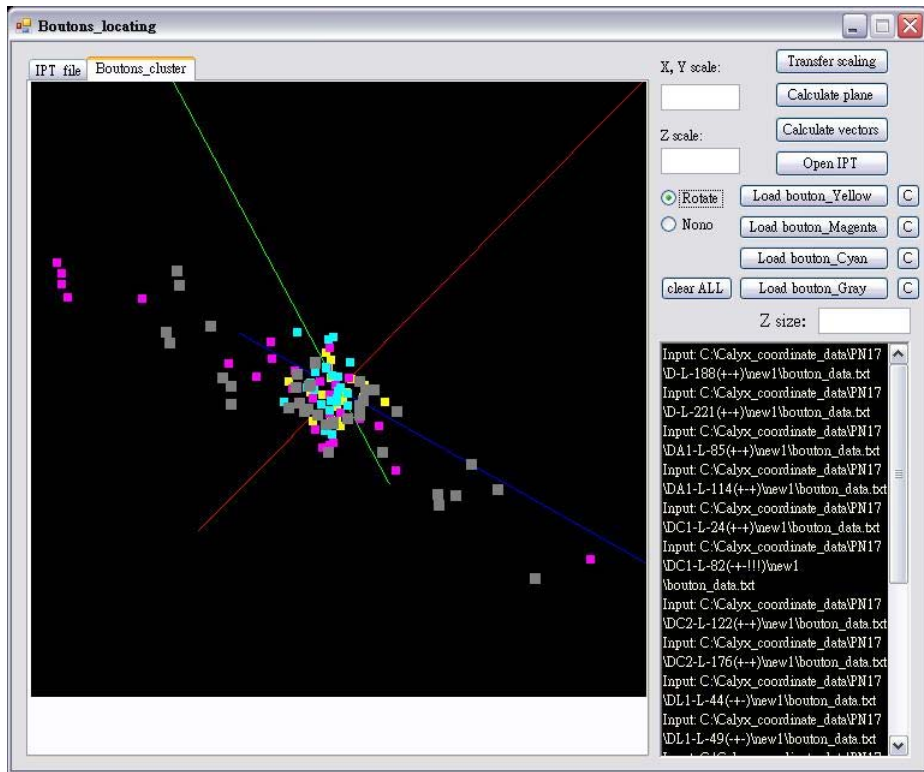 Boutons_locating
IPT file
Boutons_cluster
X, Y scale:
Transfer scaling
Calculate plane
Z scale:
Calculate vectors
Open IPT
Rotate
Load bouton_Yellow
C
Nono
Load bouton_Magenta
C
Load bouton_Cyan
C
clear ALL
Load bouton_Gray
C
Z size:
Input: C:\Calyx_coordinate_data\PN17
\D-L-188(+-+)\new1\bouton_data.txt
Input: C:\Calyx_coordinate_data\PN17
\D-L-221(+-+)\new1\bouton_data.txt
Input: C:\Calyx_coordinate_data\PN17
\DA1-L-85(+-+)\new1\bouton_data.txt
Input: C:\Calyx_coordinate_data\PN17
\DA1-L-114(+-+)\new1\bouton_data.txt
Input: C:\Calyx_coordinate_data\PN17
\DC1-L-24(+-+)\new1\bouton_data.txt
Input: C:\Calyx_coordinate_data\PN17
\DC1-L-82(+-!!!)\new1
\bouton_data.txt
Input: C:\Calyx_coordinate_data\PN17
\DC2-L-122(+-+)\new1\bouton_data.txt
Input: C:\Calyx_coordinate_data\PN17
\DC2-L-176(+-+)\new1\bouton_data.txt
Input: C:\Calyx_coordinate_data\PN17
\DL1-L-44(+-+)\new1\bouton_data.txt
Input: C:\Calyx_coordinate_data\PN17
\DL1-L-49(+-+)\new1\bouton_data.txt